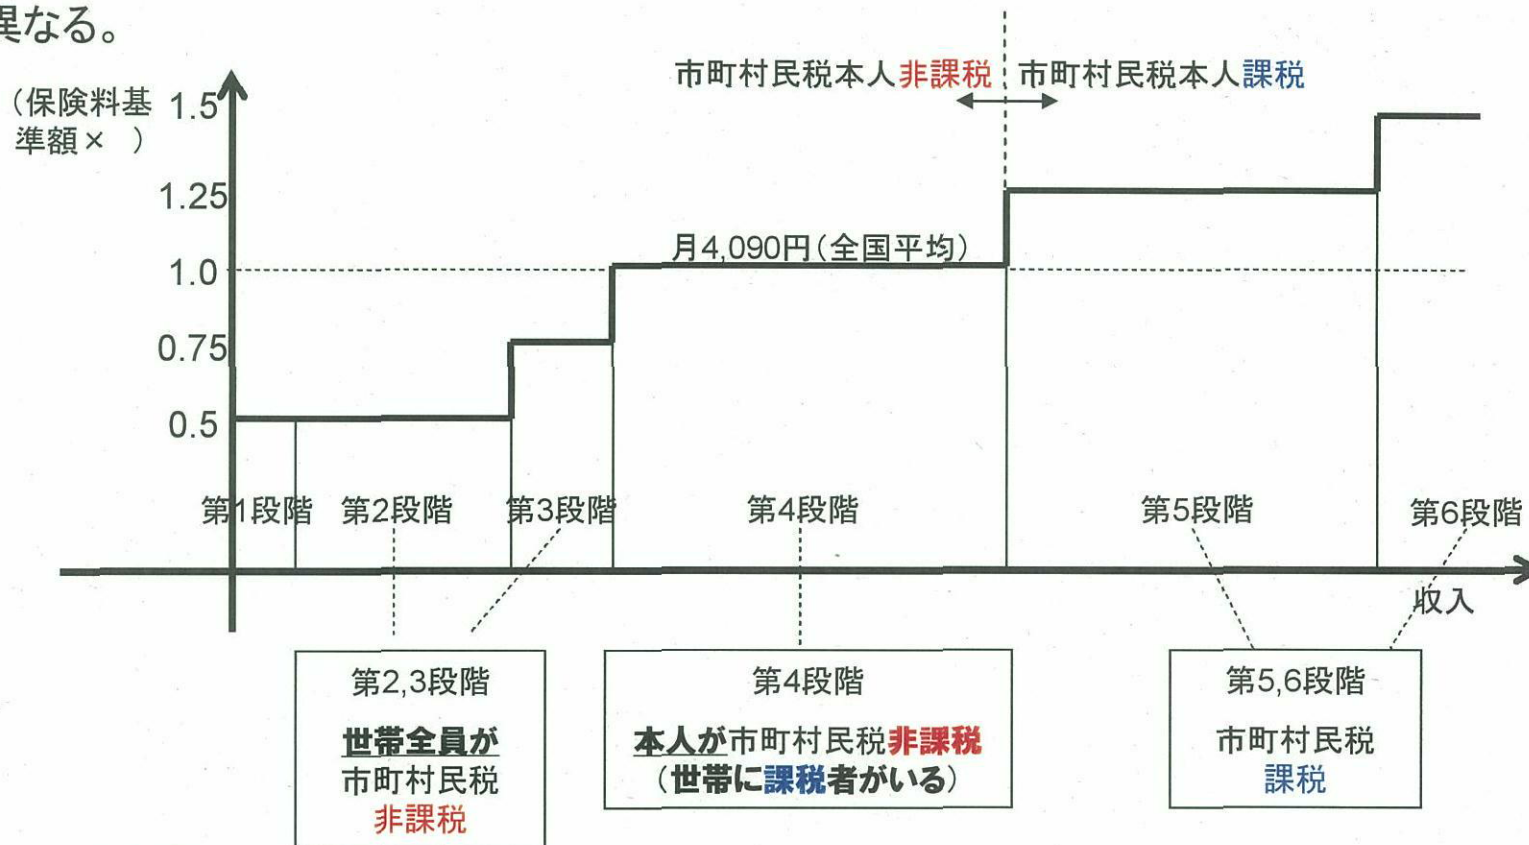 異なる。
市町村民税本人非課税 市町村民税本人課税
（保険料基
準額×　）
1.5
1.25
月4,090円（全国平均）
1.0
0.75
0.5
第1段階 第2段階 第3段階 第4段階 第5段階 第6段階
収入
第2,3段階
世帯全員が
市町村民税
非課税
第4段階
本人が市町村民税非課税
（世帯に課税者がいる）
第5,6段階
市町村民税
課税